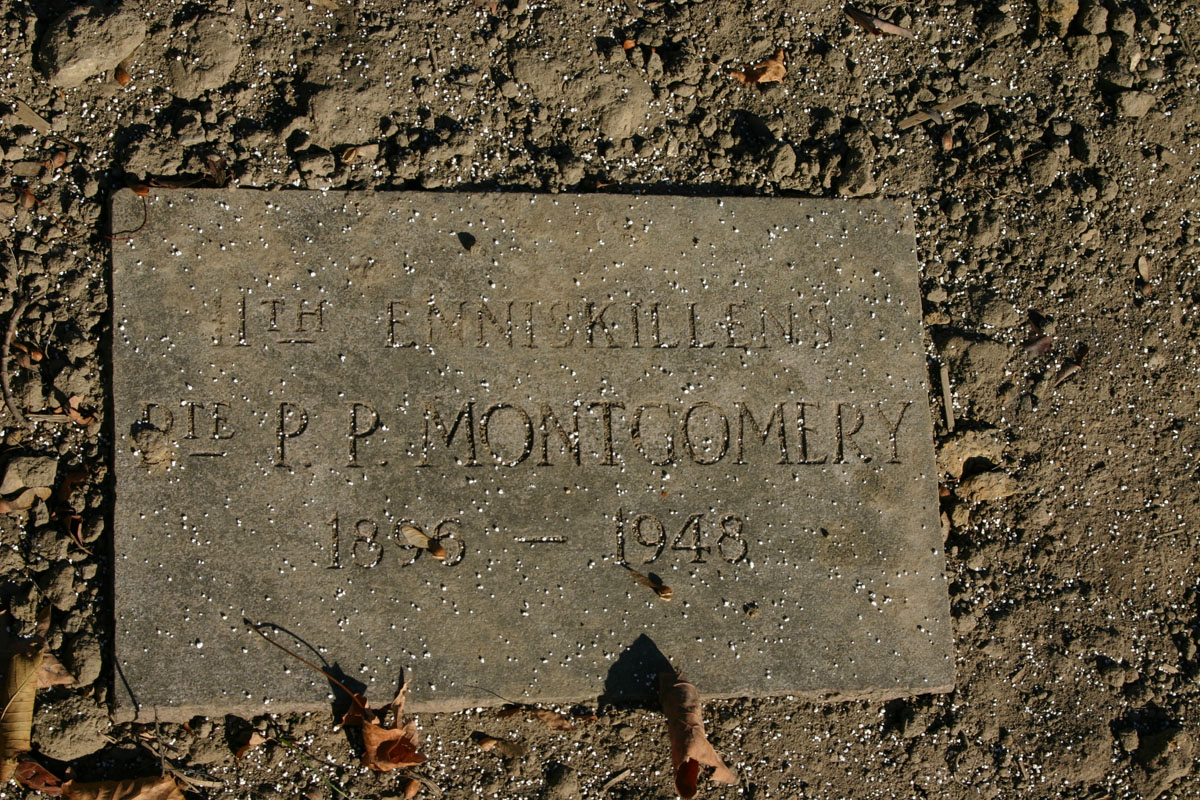 11TH ENNISKILLENS
PTE P. P. MONTGOMERY
1896 — 1948